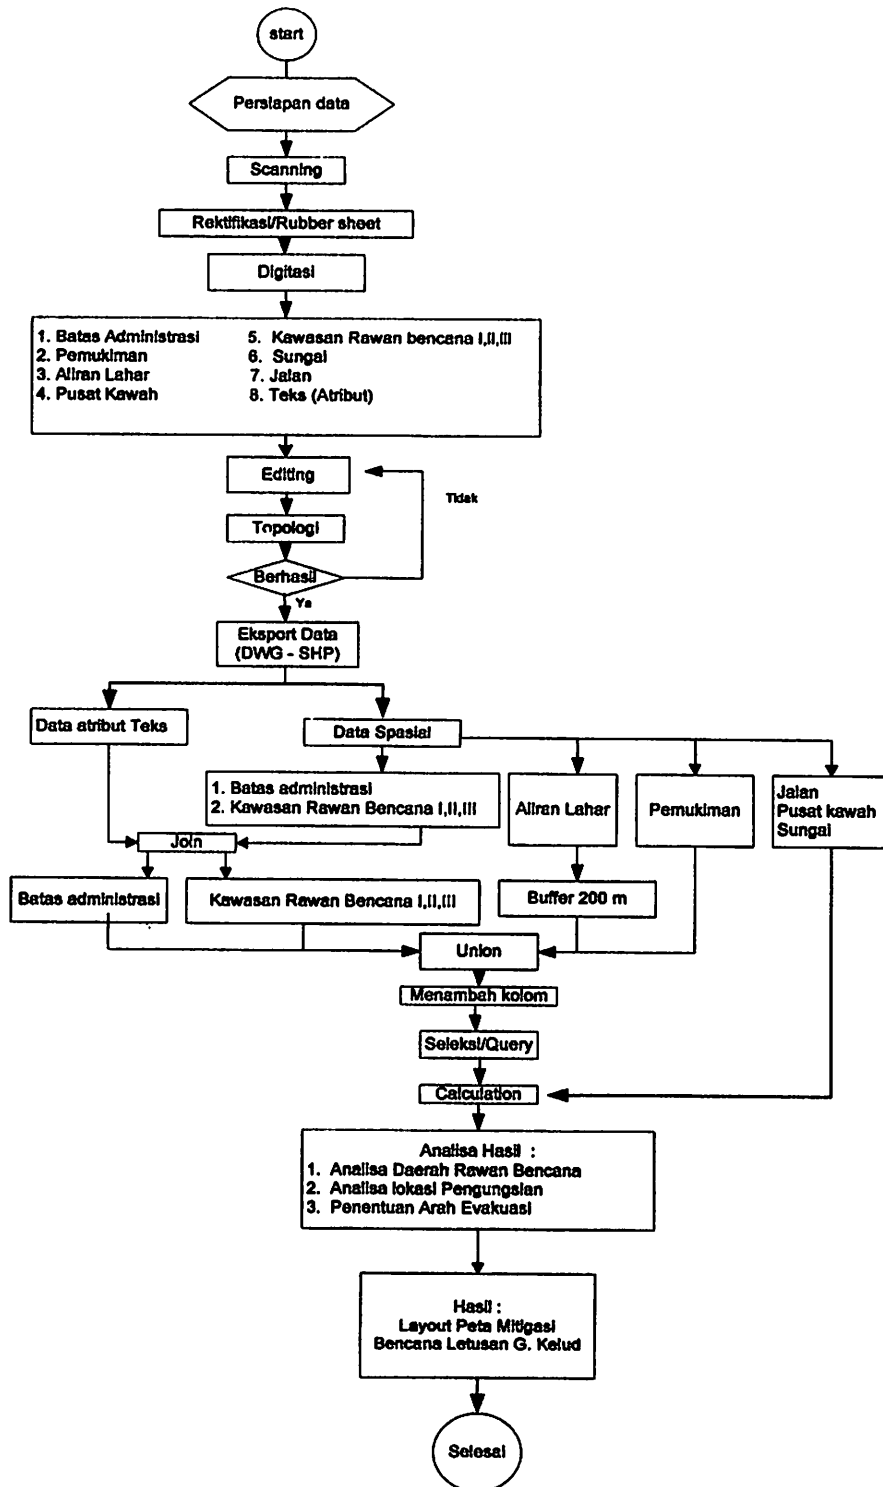 start
Persiapan data
Scanning
Rektifikasi/Rubber sheet
Digitasi
1. Batas Administrasi
2. Pemukiman
3. Aliran Lahar
4. Pusat Kawah
5. Kawasan Rawan bencana I,II,III
6. Sungai
7. Jalan
8. Teks (Atribut)
Editing
Tidak
Topologi
Berhasil
Ya
Eksport Data
(DWG - SHP)
Data atribut Teks
Data Spasial
1. Batas administrasi
2. Kawasan Rawan Bencana I,II,III
Aliran Lahar
Pemukiman
Jalan
Pusat kawah
Sungai
Join
Batas administrasi
Kawasan Rawan Bencana I,II,III
Buffer 200 m
Union
Menambah kolom
Seleksi/Query
Calculation
Analisa Hasil :
1. Analisa Daerah Rawan Bencana
2. Analisa lokasi Pengungsian
3. Penentuan Arah Evakuasi
Hasil :
Layout Peta Mitigasi
Bencana Letusan G. Kelud
Selesai